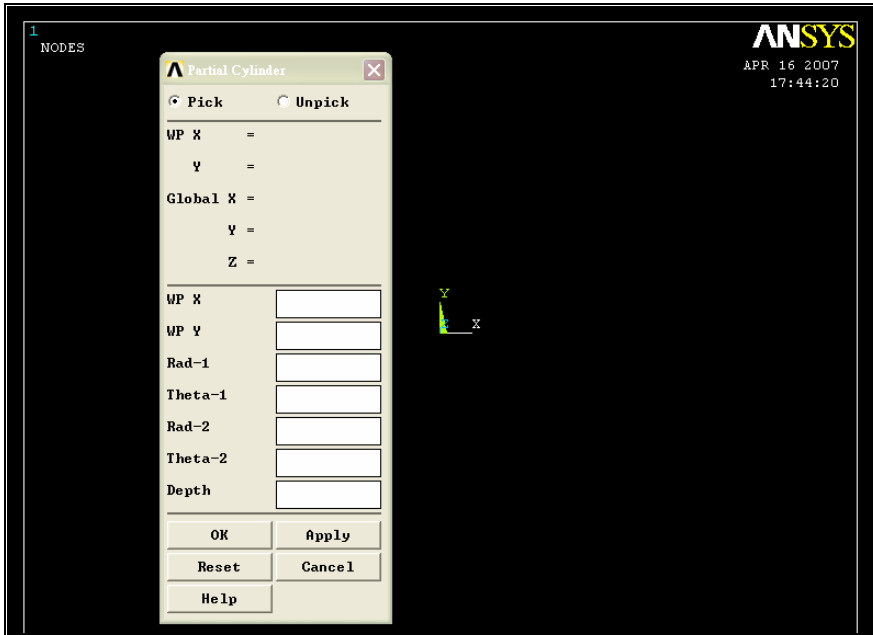 1
NODES
ANSYS
APR 16 2007
17:44:20
Partial Cylinder
Pick Unpick
WP X =
Y =
Global X =
Y =
Z =
WP X
WP Y
Rad-1
Theta-1
Rad-2
Theta-2
Depth
OK Apply
Reset Cancel
Help
Y
Z X